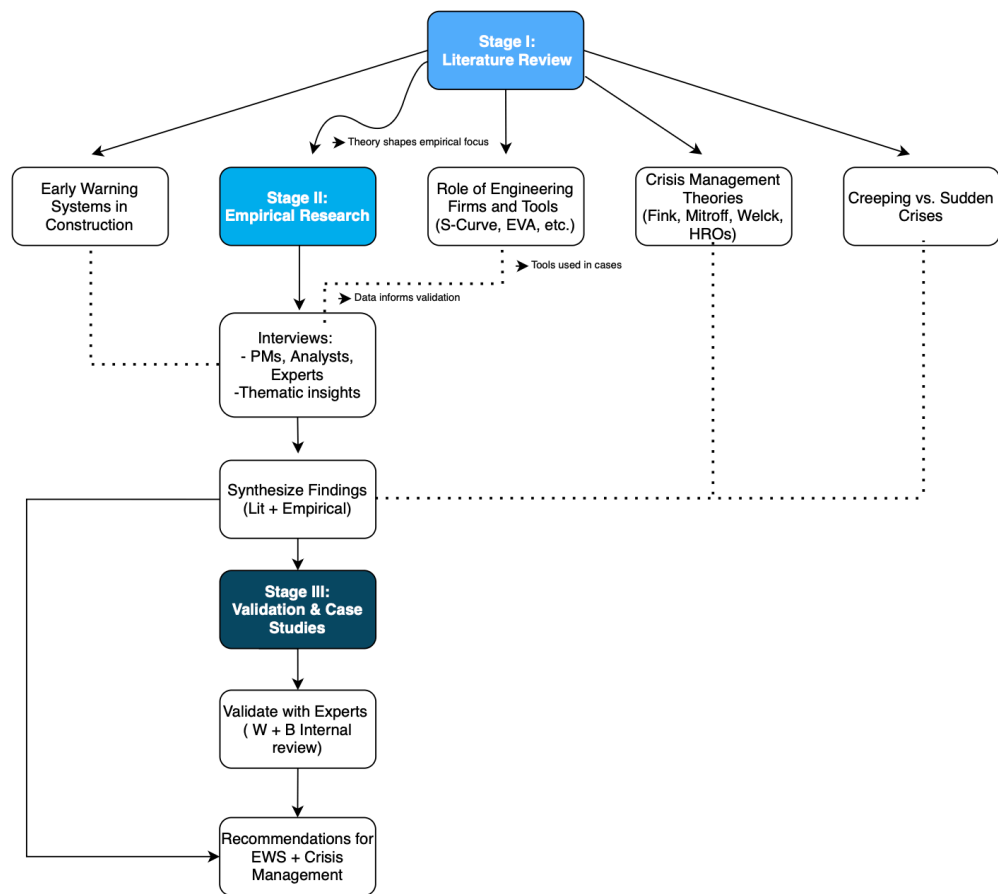 Stage I:
Literature Review
Theory shapes empirical focus
Early Warning
Systems in
Construction
Stage II:
Empirical Research
Role of Engineering
Firms and Tools
(S-Curve, EVA, etc.)
Crisis Management
Theories
(Fink, Mitroff, Welck,
HROs)
Creeping vs. Sudden
Crises
Tools used in cases
Data informs validation
Interviews:
- PMs, Analysts,
Experts
-Thematic insights
Synthesize Findings
(Lit + Empirical)
Stage III:
Validation & Case
Studies
Validate with Experts
( W + B Internal
review)
Recommendations for
EWS + Crisis
Management